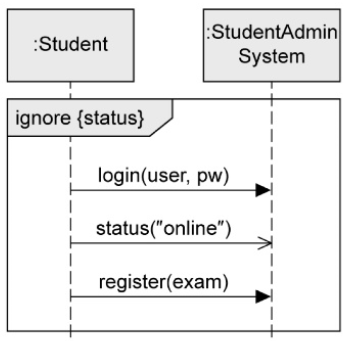 :Student
:StudentAdmin
System
ignore {status}
login(user, pw)
status("online")
register(exam)